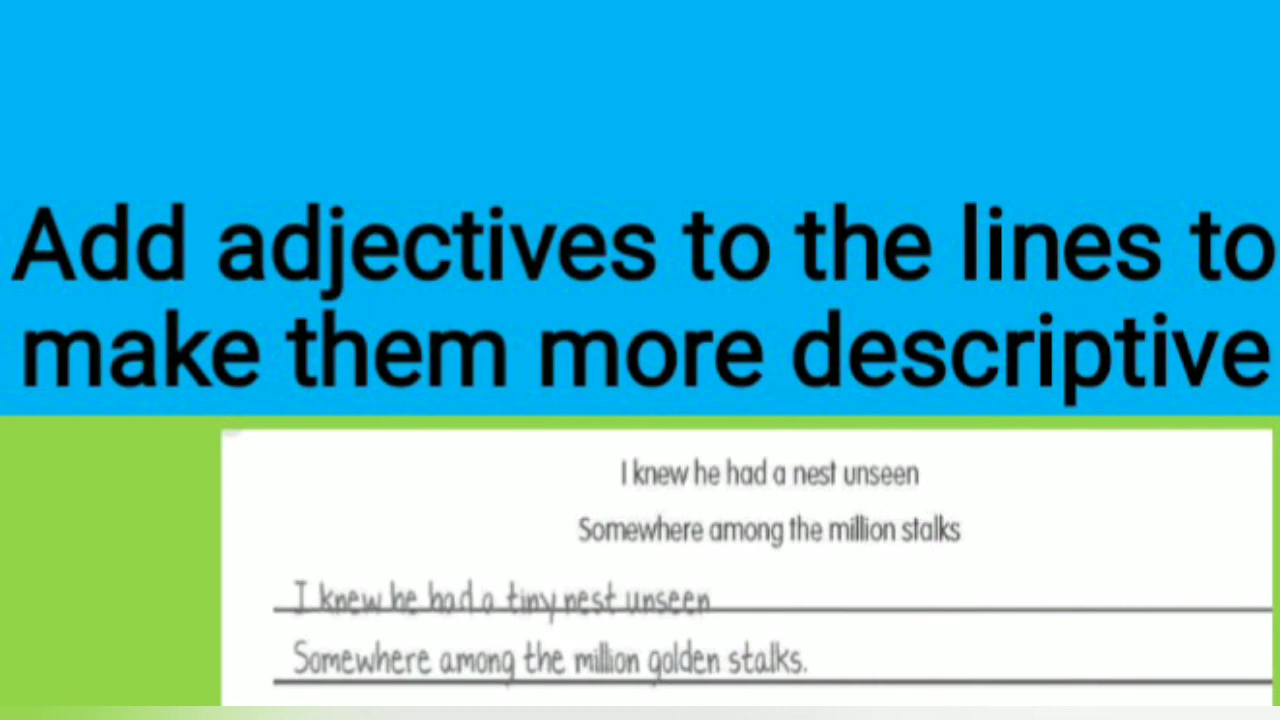 Add adjectives to the lines to
make them more descriptive
I knew he had a nest unseen
Somewhere among the million stalks
I knew he had a tiny nest unseen
Somewhere among the million golden stalks.